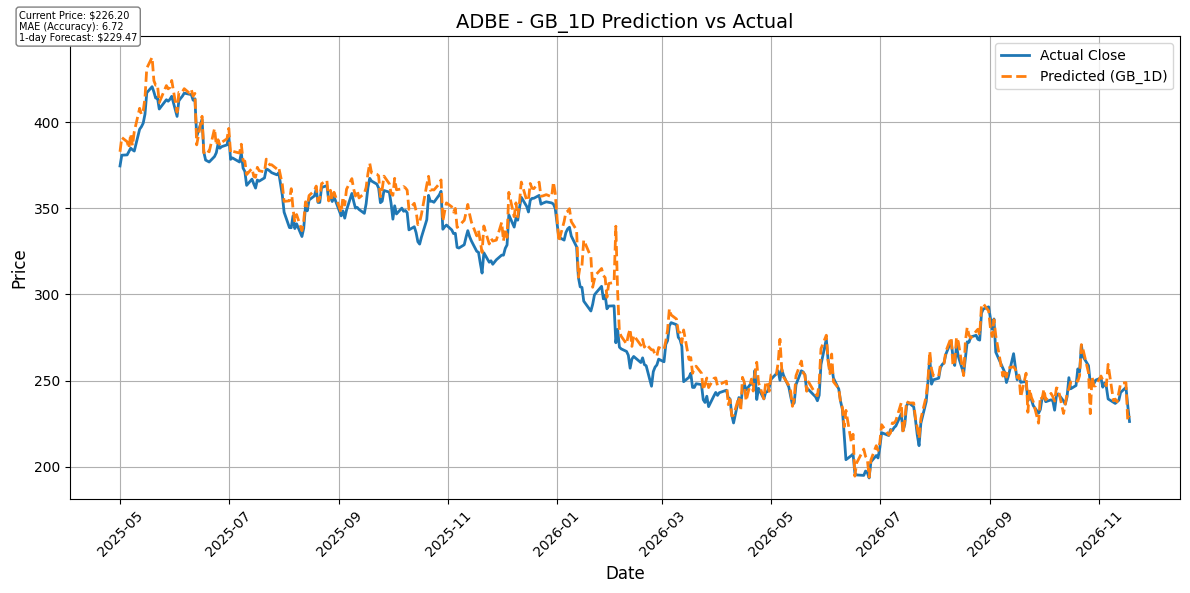 ADBE - GB_1D Prediction vs Actual
Current Price: $226.20
MAE (Accuracy): 6.72
1-day Forecast: $229.47
Actual Close
Predicted (GB_1D)
Price
400
350
300
250
200
2025-05
2025-07
2025-09
2025-11
2026-01
2026-03
2026-05
2026-07
2026-09
2026-11
Date